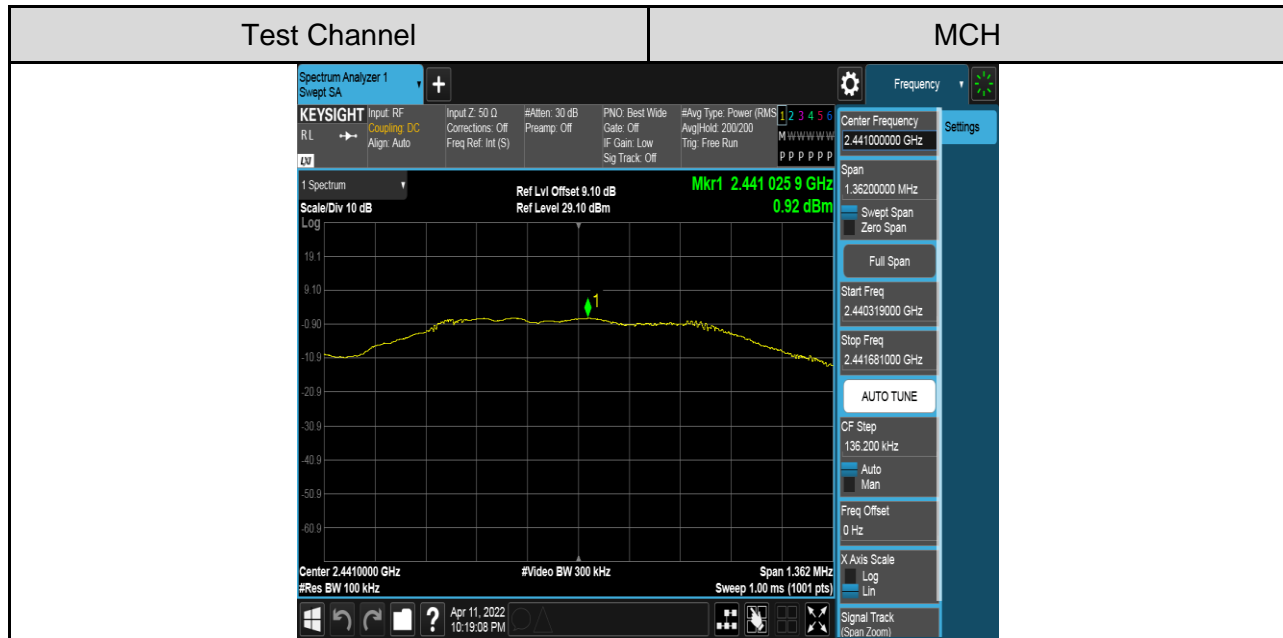 Test Channel
MCH
Spectrum Analyzer 1
Swept SA
+
Frequency
KEYSIGHT
Input: RF
Input Z: 50 Ω
#Atten: 30 dB
PNO: Best Wide
#Avg Type: Power (RMS
1 2 3 4 5 6
RL
Coupling: DC
Corrections: Off
Preamp: Off
Gate: Off
Avg|Hold: 200/200
M W W W W W
Align: Auto
Freq Ref: Int (S)
IF Gain: Low
Trig: Free Run
LXI
Sig Track: Off
P P P P P P
Center Frequency
2.441000000 GHz
Settings
1 Spectrum
Ref Lvl Offset 9.10 dB
Mkr1 2.441 025 9 GHz
Scale/Div 10 dB
Ref Level 29.10 dBm
0.92 dBm
Log
19.1
9.10
-0.90
-10.9
-20.9
-30.9
-40.9
-50.9
-60.9
1
Center 2.4410000 GHz
#Video BW 300 kHz
Span 1.362 MHz
#Res BW 100 kHz
Sweep 1.00 ms (1001 pts)
Span
1.36200000 MHz
Swept Span
Zero Span
Full Span
Start Freq
2.440319000 GHz
Stop Freq
2.441681000 GHz
AUTO TUNE
CF Step
136.200 kHz
Auto
Man
Freq Offset
0 Hz
X Axis Scale
Log
Lin
Signal Track
(Span Zoom)
?
Apr 11, 2022
10:19:08 PM